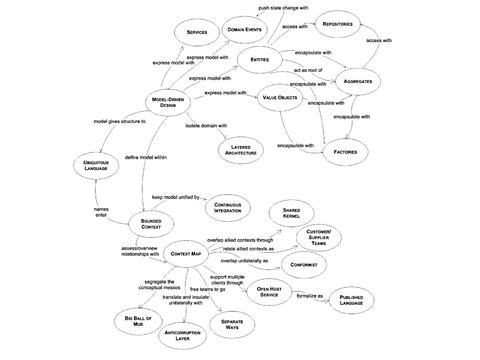 push state change with
SERVICES
DOMAIN EVENTS
access with
REPOSITORIES
express model with
express model with
ENTITIES
encapsulate with
access with
act as root of
express model with
encapsulate with
AGGREGATES
MODEL-DRIVEN
DESIGN
express model with
VALUE OBJECTS
encapsulate with
model gives structure to
isolate domain with
encapsulate with
LAYERED
ARCHITECTURE
encapsulate with
FACTORIES
define model within
UBIQUITOUS
LANGUAGE
keep model unified by
CONTINUOUS
INTEGRATION
names
enter
BOUNDED
CONTEXT
SHARED
KERNEL
assess/overview
relationships with
CONTEXT MAP
overlap allied contexts through
relate allied contexts as
CUSTOMER/
SUPPLIER
TEAMS
overlap unilaterally as
CONFORMIST
segregate the
conceptual messes
support multiple
clients through
free teams to go
OPEN HOST
SERVICE
formalize as
PUBLISHED
LANGUAGE
translate and insulate
unilaterally with
BIG BALL OF
MUD
ANTICORRUPTION
LAYER
SEPARATE
WAYS